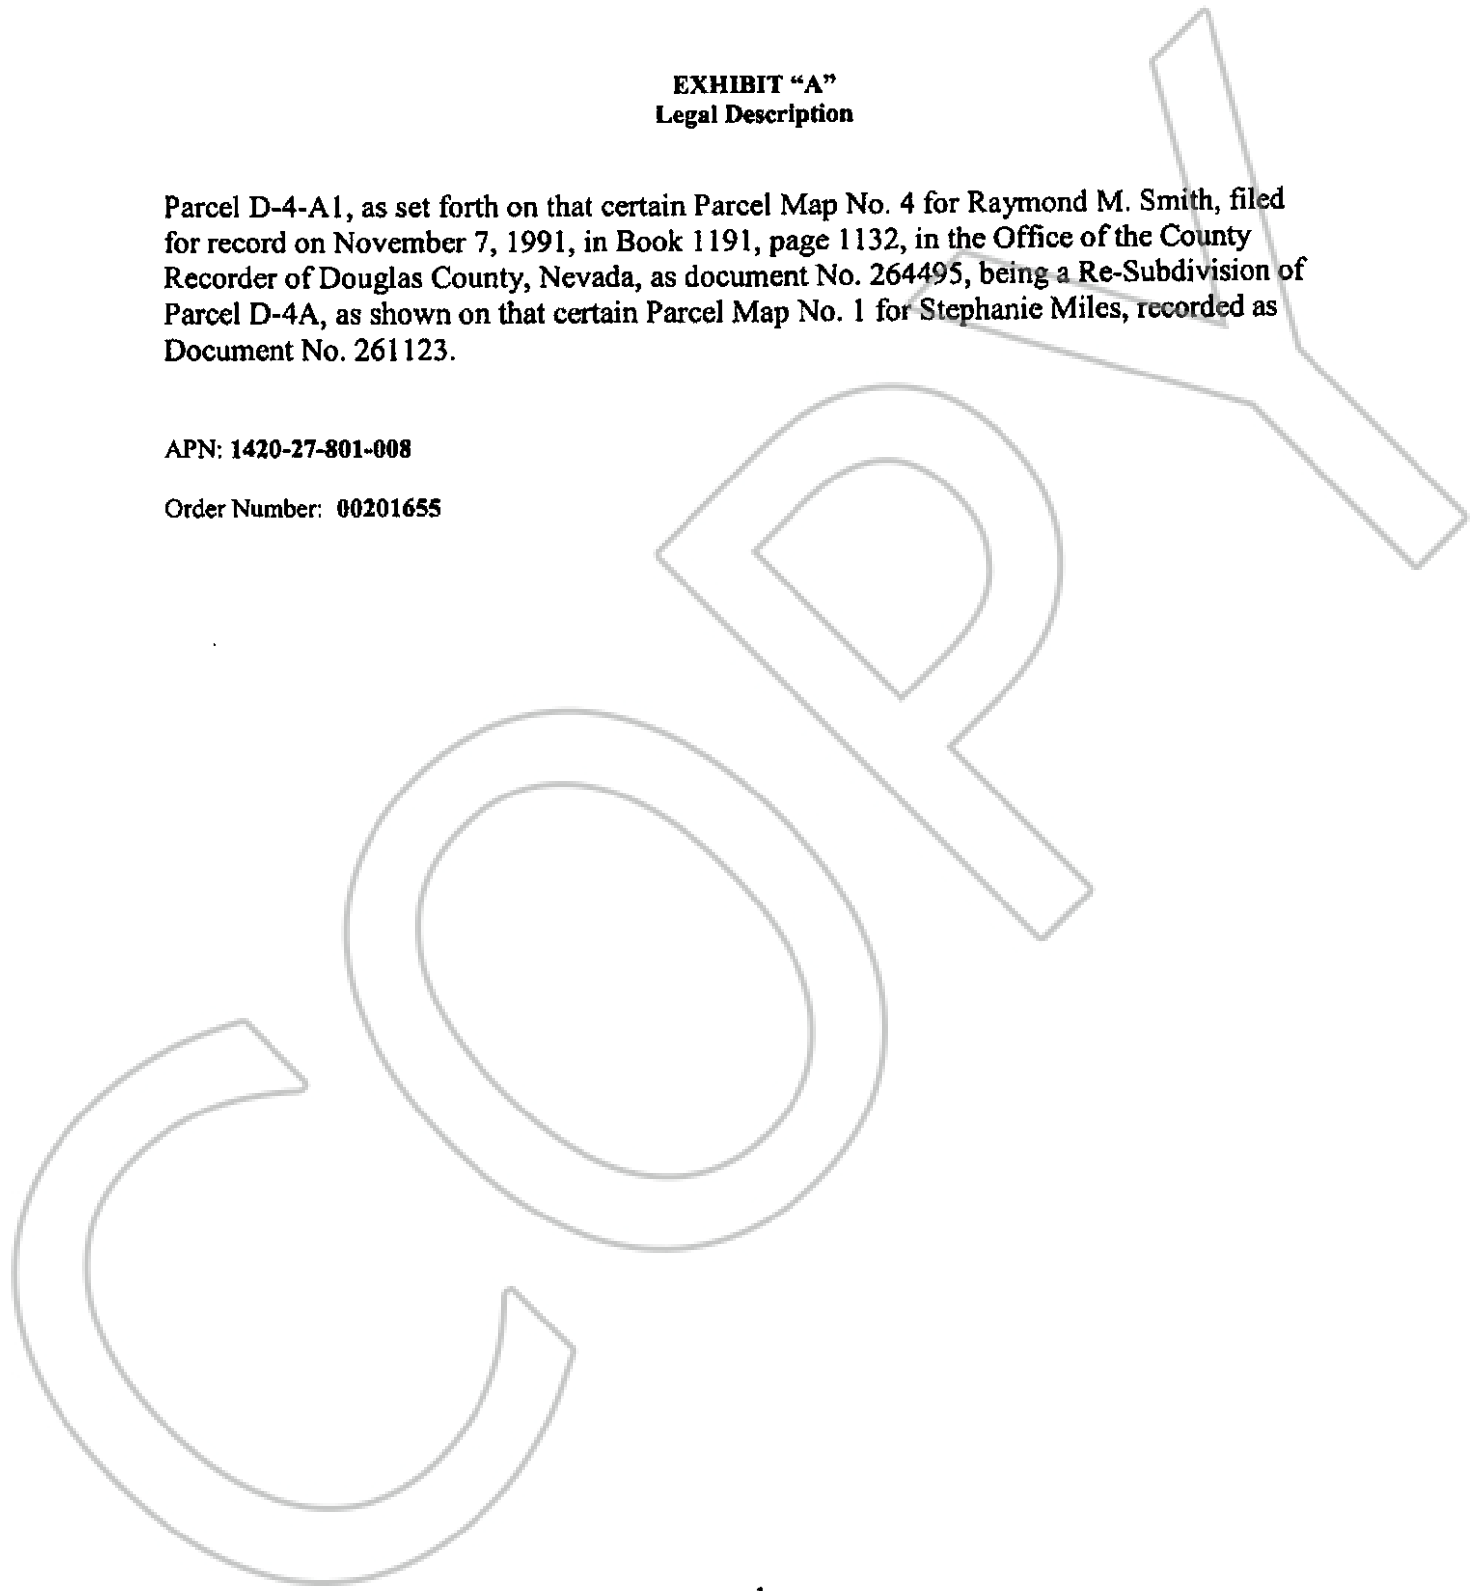 EXHIBIT “A”
Legal Description
Parcel D-4-A1, as set forth on that certain Parcel Map No. 4 for Raymond M. Smith, filed
for record on November 7, 1991, in Book 1191, page 1132, in the Office of the County
Recorder of Douglas County, Nevada, as document No. 264495, being a Re-Subdivision of
Parcel D-4A, as shown on that certain Parcel Map No. 1 for Stephanie Miles, recorded as
Document No. 261123.
APN: 1420-27-801-008
Order Number: 00201655
COPY